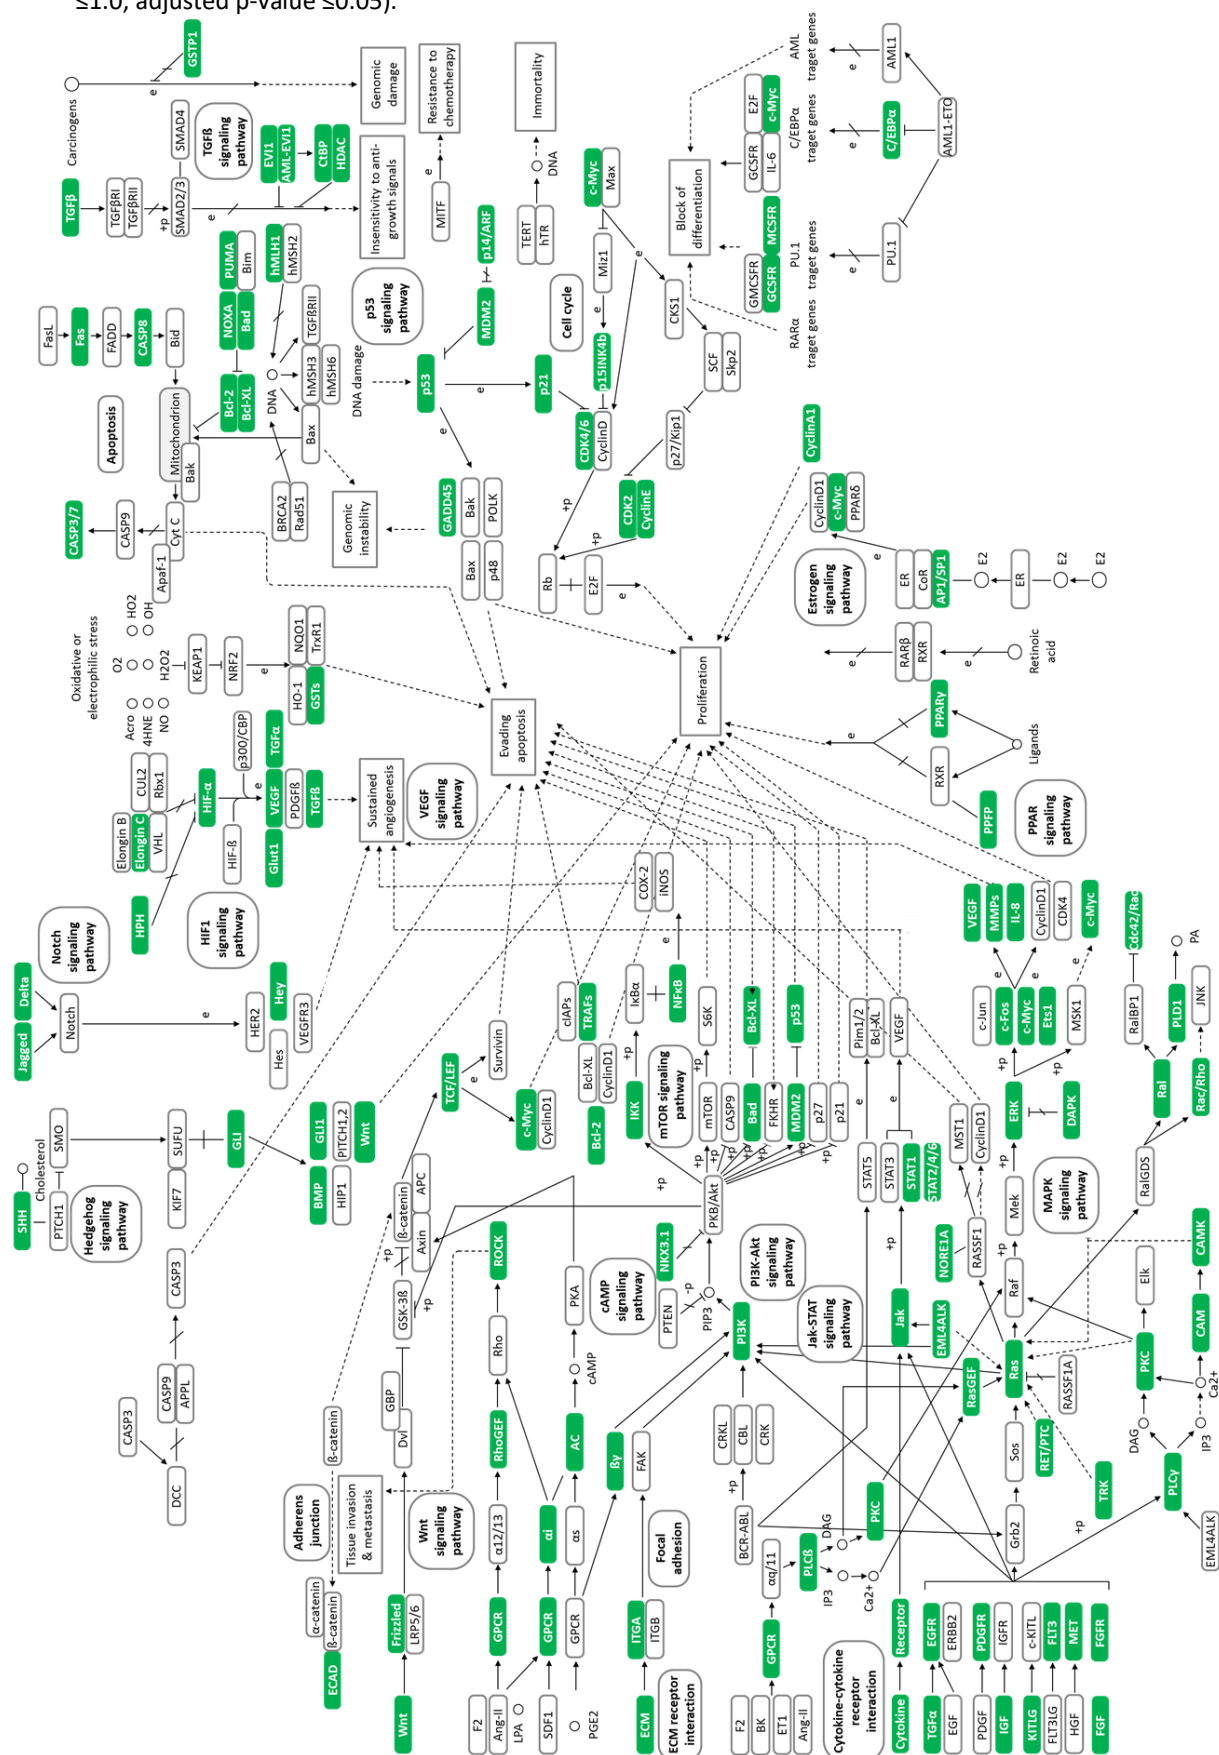 ≤1.0, adjusted p-value ≤0.05).
SHH
Cholesterol
PTCH1
SMO
Hedgehog
signaling
pathway
KIF7
SUFU
GLI
BMP
GLI1
HIP1
PITCH1,2
Wnt
Jagged
Delta
Notch
Notch
signaling
pathway
e
HER2
Hes
Hey
VEGFR3
HPH
Elongin B
Elongin C
VHL
CUL2
Rbx1
HIF-α
HIF1
signaling
pathway
HIF-ß
p300/CBP
e
Glut1
VEGF
TGFα
PDGFß
TGFß
Sustained
angiogenesis
VEGF
signaling
pathway
Oxidative or
electrophilic stress
Acro
O2
HO2
4HNE
OH
NO
H2O2
KEAP1
NRF2
e
HO-1
NQO1
GSTs
TrxR1
CASP3/7
CASP9
Apaf-1
Cyt C
Apoptosis
Mitochondrion
Bak
FasL
Fas
FADD
CASP8
Bid
Bcl-2
Bcl-XL
NOXA
PUMA
Bad
Bim
BRCA2
Rad51
DNA
hMLH1
hMSH2
Bax
hMSH3
TGFßRII
hMSH6
Genomic
instability
DNA damage
Carcinogens
GSTP1
e
Genomic
damage
TGFβ
TGFβRI
TGFβRII
+p
SMAD2/3
SMAD4
TGFß
signaling
pathway
e
EVI1
AML-EVI1
CtBP
HDAC
Insensitivity to anti-
growth signals
Resistance to
chemotherapy
e
MITF
p53
signaling
pathway
p53
MDM2
p14/ARF
e
e
GADD45
Bax
Bak
p48
POLK
p21
Immortality
DNA
TERT
hTR
Cell cycle
c-Myc
Max
Miz1
e
e
p15INK4b
CDK4/6
CyclinD
CKS1
SCF
Skp2
p27/Kip1
CDK2
CyclinE
+p
+p
Rb
E2F
e
Evading
apoptosis
Proliferation
Block of
differentiation
GCSFR
E2F
IL-6
c-Myc
GMCSFR
GCSFR
MCSFR
RARα
traget genes
PU.1
traget genes
C/EBPα
traget genes
AML
traget genes
e
e
e
PU.1
C/EBPα
AML1
AML1-ETO
CyclinA1
CyclinD1
c-Myc
PPARδ
Estrogen
signaling
pathway
e
ER
CoR
AP1/SP1
E2
ER
E2
E2
RARβ
RXR
e
e
Retinoic
acid
PPARγ
RXR
e
Ligands
PPFP
PPAR
signaling
pathway
DCC
CASP3
CASP9
APPL
CASP3
ECAD
α-catenin
ß-catenin
Adherens
junction
ß-catenin
Tissue invasion
& metastasis
Wnt
Frizzled
LRP5/6
Wnt
signaling
pathway
Dvl
GBP
GSK-3ß
+p
+p
ß-catenin
Axin
APC
TCF/LEF
e
e
Survivin
c-Myc
CyclinD1
F2
Ang-II
LPA
SDF1
PGE2
GPCR
GPCR
GPCR
α12/13
αi
αs
RhoGEF
Rho
ROCK
AC
cAMP
PKA
ßγ
cAMP
signaling
pathway
ECM
ITGA
ITGB
ECM receptor
interaction
Focal
adhesion
FAK
PTEN
NKX3.1
-p
PIP3
PI3K
PKB/Akt
PI3K-Akt
signaling
pathway
+p
IKK
+p
IκBα
NFκB
e
COX-2
iNOS
Bcl-2
Bcl-XL
CyclinD1
cIAPs
TRAFs
mTOR signaling
pathway
+p
+p
+p
+p
+p
+p
+p
mTOR
+p
S6K
CASP9
Bad
Bcl-XL
FKHR
MDM2
p53
p27
p21
F2
BK
ET1
Ang-II
GPCR
αq/11
PLCß
IP3
DAG
Ca2+
PKC
BCR-ABL
+p
CRKL
CBL
CRK
Cytokine-cytokine
receptor
interaction
Cytokine
Receptor
Jak-STAT
signaling
pathway
Jak
+p
STAT5
STAT3
STAT1
STAT2/4/6
e
e
Pim1/2
Bcl-XL
VEGF
TGFα
EGF
EGFR
ERBB2
PDGF
PDGFR
IGF
IGFR
KITLG
c-KITL
FLT3LG
FLT3
HGF
MET
FGF
FGFR
Grb2
Sos
RasGEF
EML4ALK
Ras
RET/PTC
RASSF1A
TRK
NORE1A
RASSF1
MST1
CyclinD1
Raf
+p
Mek
+p
ERK
DAPK
MAPK
signaling
pathway
+p
+p
c-Jun
c-Fos
c-Myc
Ets1
MSK1
e
e
e
VEGF
MMPs
IL-8
CyclinD1
CDK4
c-Myc
RalGDS
Ral
RalBP1
Cdc42/Rac
PLD1
PA
Rac/Rho
JNK
+p
EML4ALK
PLCγ
DAG
IP3
Ca2+
PKC
Elk
CAM
CAMK